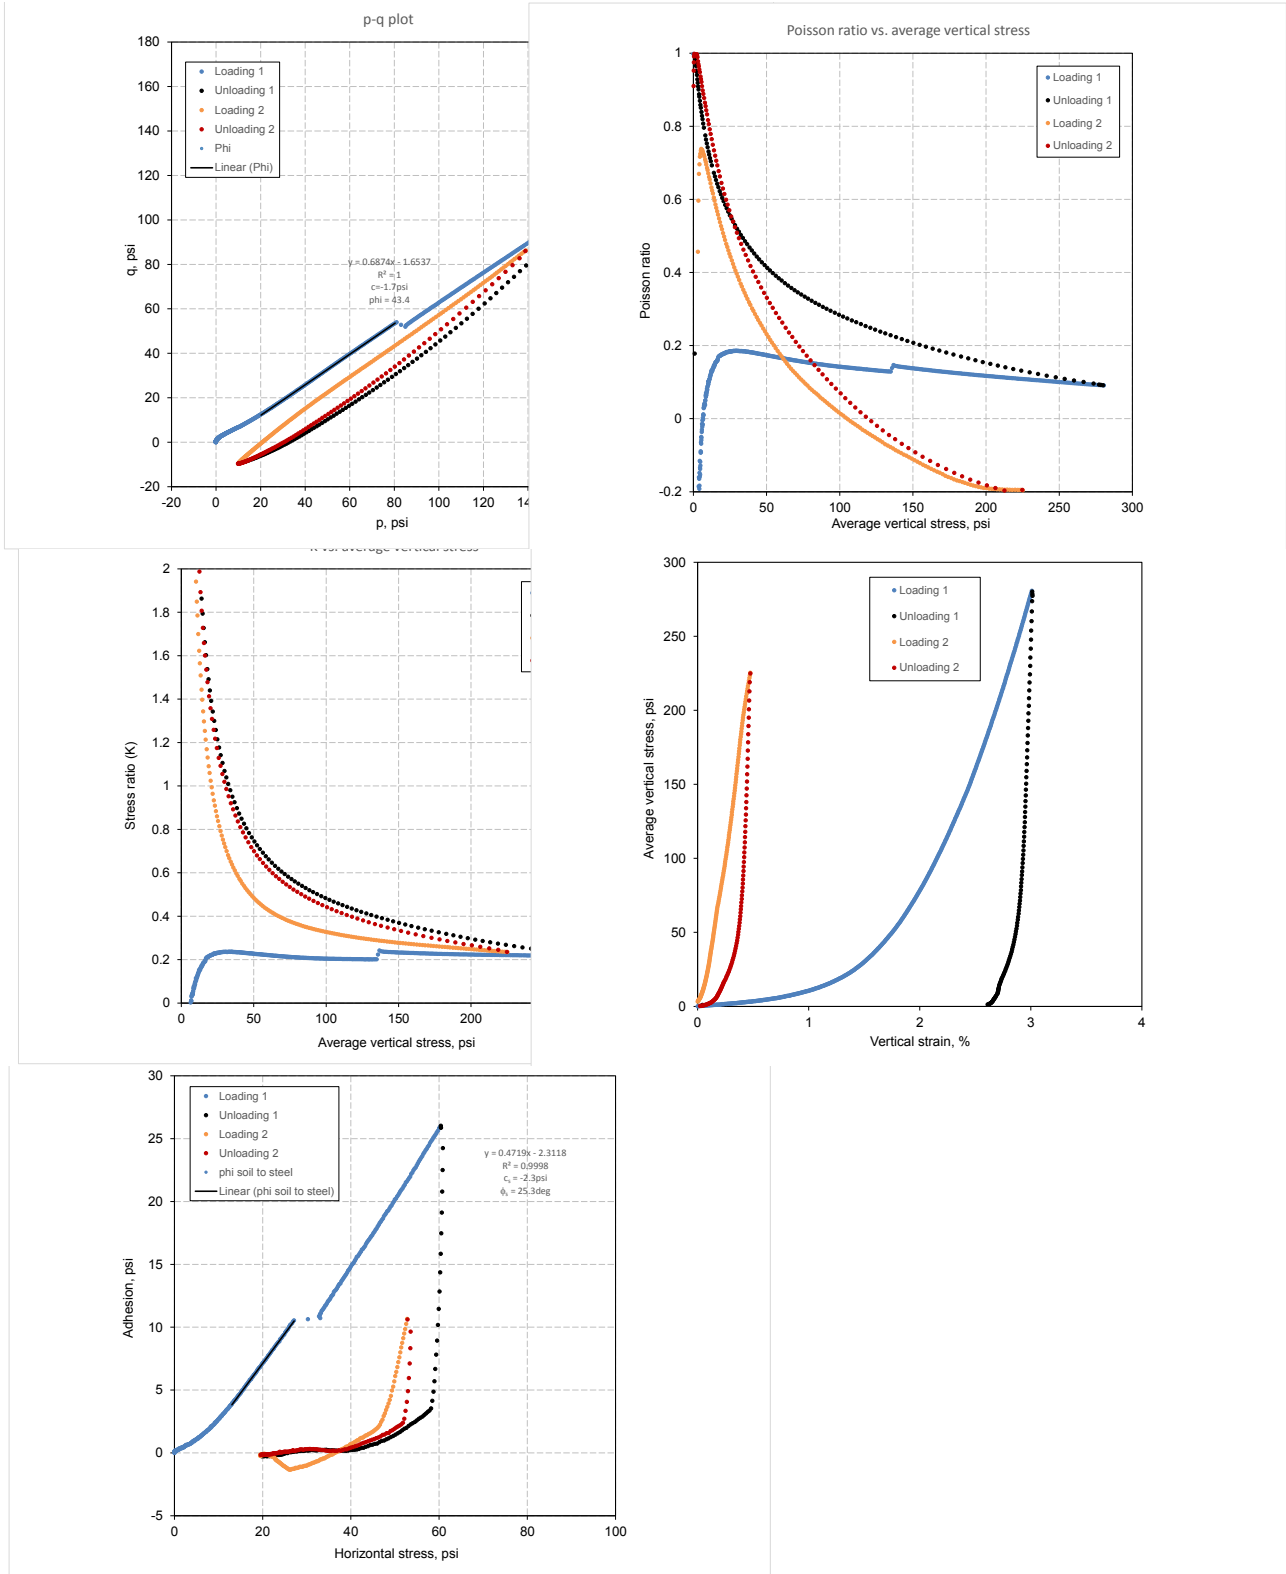 p-q plot
180
160
140
120
100
80
60
40
20
0
-20
q, psi
Loading 1
Unloading 1
Loading 2
Unloading 2
Phi
Linear (Phi)
y = 0.6874x - 1.6537
R² = 1
c=-1.7psi
phi = 43.4
-20 0 20 40 60 80 100 120 14
p, psi
Poisson ratio vs. average vertical stress
1
0.8
0.6
0.4
0.2
0
-0.2
Poisson ratio
Loading 1
Unloading 1
Loading 2
Unloading 2
0 50 100 150 200 250 300
Average vertical stress, psi
K vs. average vertical stress
2
1.8
1.6
1.4
1.2
1
0.8
0.6
0.4
0.2
0
Stress ratio (K)
0 50 100 150 200
Average vertical stress, psi
300
250
200
150
100
50
0
Average vertical stress, psi
Loading 1
Unloading 1
Loading 2
Unloading 2
0 1 2 3 4
Vertical strain, %
30
25
20
15
10
5
0
-5
Adhesion, psi
Loading 1
Unloading 1
Loading 2
Unloading 2
phi soil to steel
Linear (phi soil to steel)
y = 0.4719x - 2.3118
R² = 0.9998
cₛ = -2.3psi
ϕₛ = 25.3deg
0 20 40 60 80 100
Horizontal stress, psi